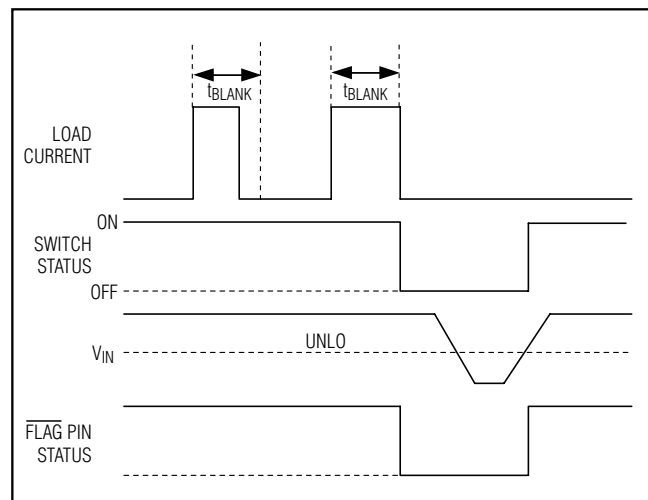 tBLANK
tBLANK
LOAD
CURRENT
ON
SWITCH
STATUS
OFF
UNLO
VIN
FLAG PIN
STATUS